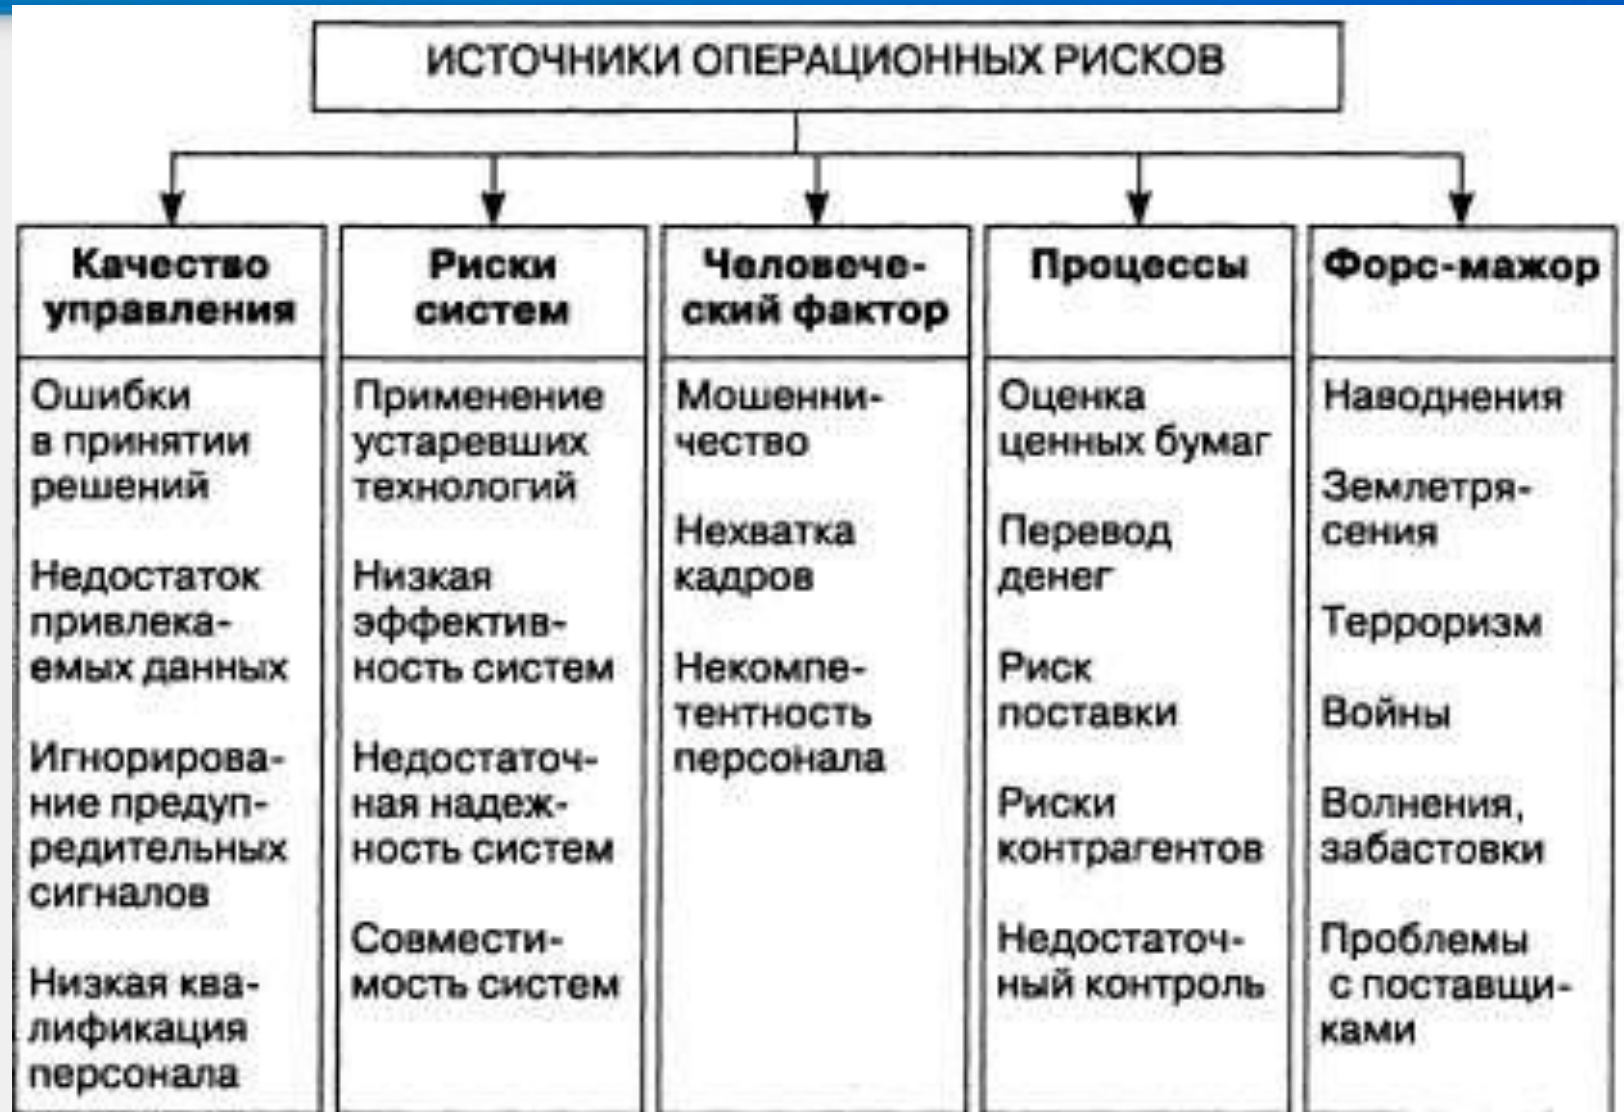 ИСТОЧНИКИ ОПЕРАЦИОННЫХ РИСКОВ
Качество
управления
Ошибки
в принятии
решений
Недостаток
привлека-
емых данных
Игнорирова-
ние предуп-
редительных
сигналов
Низкая ква-
лификация
персонала
Риски
систем
Применение
устаревших
технологий
Низкая
эффектив-
ность систем
Недостаточ-
ная надеж-
ность систем
Совмести-
мость систем
Человече-
ский фактор
Мошенни-
чество
Нехватка
кадров
Некомпе-
тентность
персонала
Процессы
Оценка
ценных бумаг
Перевод
денег
Риск
поставки
Риски
контрагентов
Недостаточ-
ный контроль
Форс-мажор
Наводнения
Землетря-
сения
Терроризм
Войны
Волнения,
забастовки
Проблемы
с поставщи-
ками